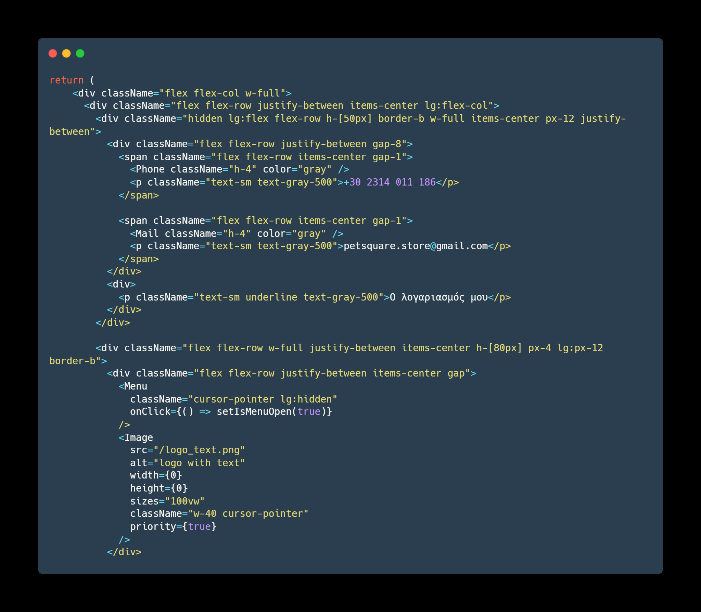 return (
    <div className="flex flex-col w-full">
      <div className="flex flex-row justify-between items-center lg:flex-col">
        <div className="hidden lg:flex flex-row h-[50px] border-b w-full items-center px-12 justify-
between">
          <div className="flex flex-row justify-between gap-8">
            <span className="flex flex-row items-center gap-1">
              <Phone className="h-4" color="gray" />
              <p className="text-sm text-gray-500">+30 2314 011 186</p>
            </span>

            <span className="flex flex-row items-center gap-1">
              <Mail className="h-4" color="gray" />
              <p className="text-sm text-gray-500">petsquare.store@gmail.com</p>
            </span>
          </div>
          <div>
            <p className="text-sm underline text-gray-500">Ο λογαριασμός μου</p>
          </div>
        </div>

        <div className="flex flex-row w-full justify-between items-center h-[80px] px-4 lg:px-12
border-b">
          <div className="flex flex-row justify-between items-center gap">
            <Menu
              className="cursor-pointer lg:hidden"
              onClick={() => setIsMenuOpen(true)}
            />
            <Image
              src="/logo_text.png"
              alt="logo with text"
              width={0}
              height={0}
              sizes="100vw"
              className="w-40 cursor-pointer"
              priority={true}
            />
          </div>